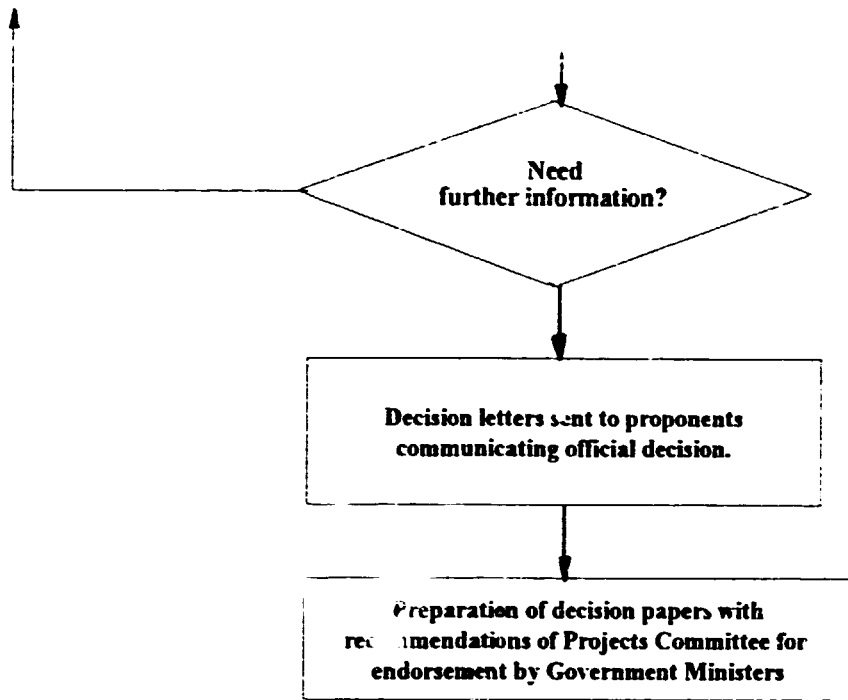 Need
further information?
Decision letters sent to proponents
communicating official decision.
Preparation of decision papers with
recommendations of Projects Committee for
endorsement by Government Ministers